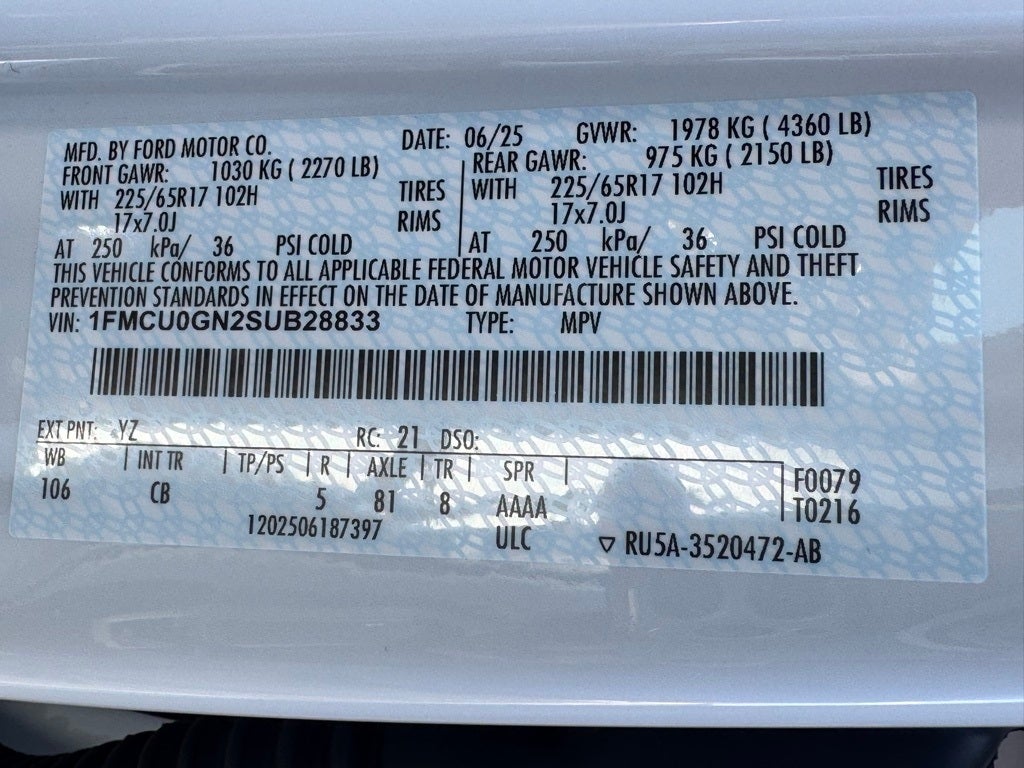 MFD. BY FORD MOTOR CO. DATE: 06/25 GVWR: 1978 KG ( 4360 LB)
FRONT GAWR: 1030 KG ( 2270 LB) REAR GAWR: 975 KG ( 2150 LB)
WITH 225/65R17 102H TIRES WITH 225/65R17 102H TIRES
17x7.0J RIMS 17x7.0J RIMS
AT 250 kPa/ 36 PSI COLD AT 250 kPa/ 36 PSI COLD
THIS VEHICLE CONFORMS TO ALL APPLICABLE FEDERAL MOTOR VEHICLE SAFETY AND THEFT
PREVENTION STANDARDS IN EFFECT ON THE DATE OF MANUFACTURE SHOWN ABOVE.
VIN: 1FMCU0GN2SUB28833 TYPE: MPV
EXT PNT: YZ RC: 21 DSO:
WB INT TR TP/PS R AXLE TR SPR F0079
106 CB 5 81 8 AAAA T0216
1202506187397 ULC ▽ RU5A-3520472-AB